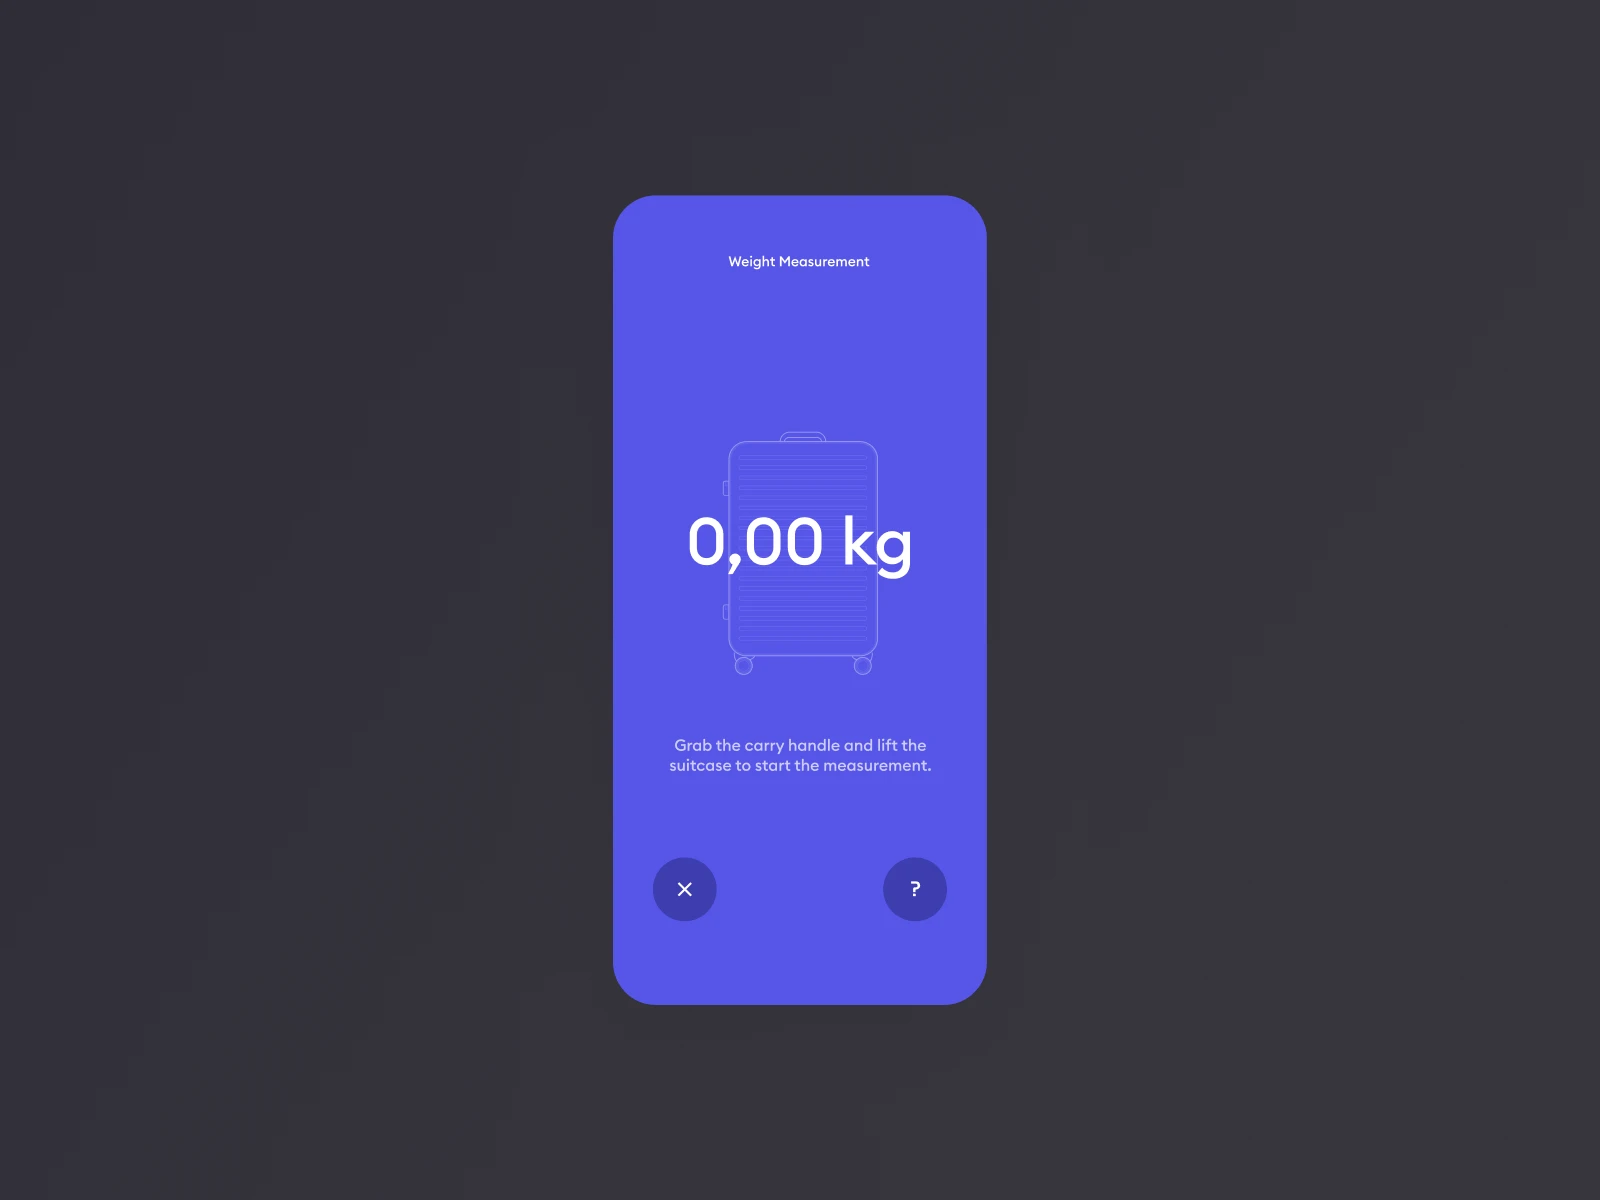 Weight Measurement
0,00 kg
Grab the carry handle and lift the
suitcase to start the measurement.
?